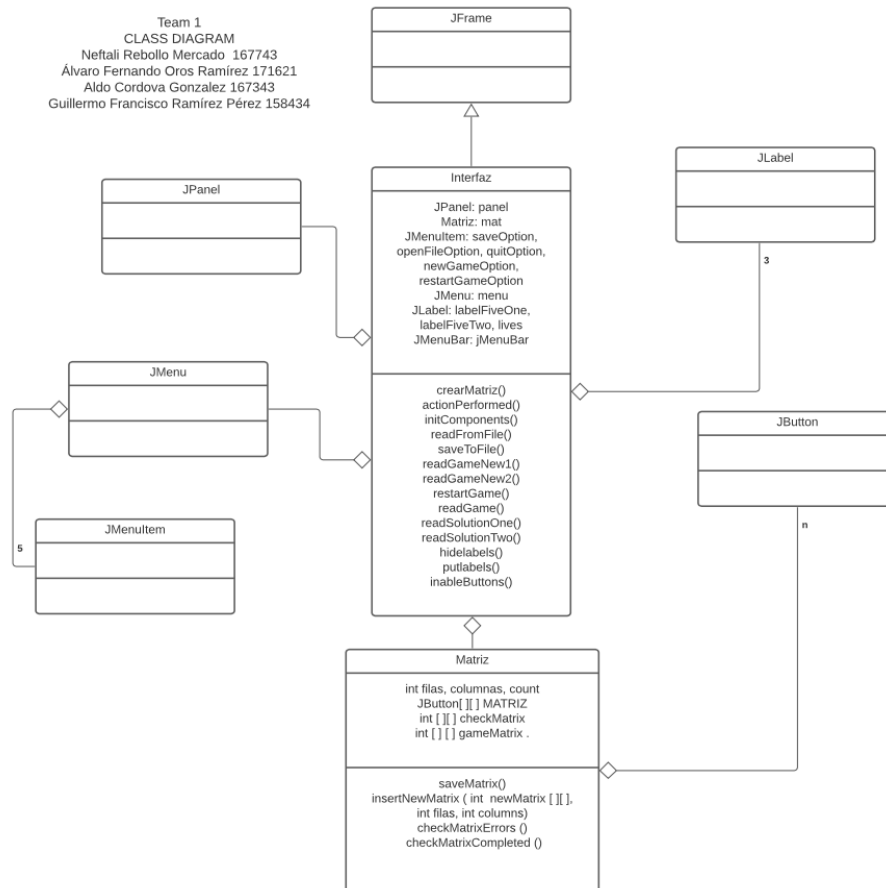 Team 1
CLASS DIAGRAM
Neftali Rebollo Mercado 167743
Álvaro Fernando Oros Ramírez 171621
Aldo Cordova Gonzalez 167343
Guillermo Francisco Ramírez Pérez 158434
JFrame
JPanel
Interfaz
JPanel: panel
Matriz: mat
JMenuItem: saveOption,
openFileOption, quitOption,
newGameOption,
restartGameOption
JMenu: menu
JLabel: labelFiveOne,
labelFiveTwo, lives
JMenuBar: jMenuBar
crearMatriz()
actionPerformed()
initComponents()
readFromFile()
saveToFile()
readGameNew1()
readGameNew2()
restartGame()
readGame()
readSolutionOne()
readSolutionTwo()
hidelabels()
putlabels()
inableButtons()
JLabel
3
JMenu
JButton
n
JMenuItem
5
Matriz
int filas, columnas, count
JButton[ ][ ] MATRIZ
int [ ][ ] checkMatrix
int [ ] [ ] gameMatrix .
saveMatrix()
insertNewMatrix ( int newMatrix [ ][ ],
int filas, int columns)
checkMatrixErrors ()
checkMatrixCompleted ()